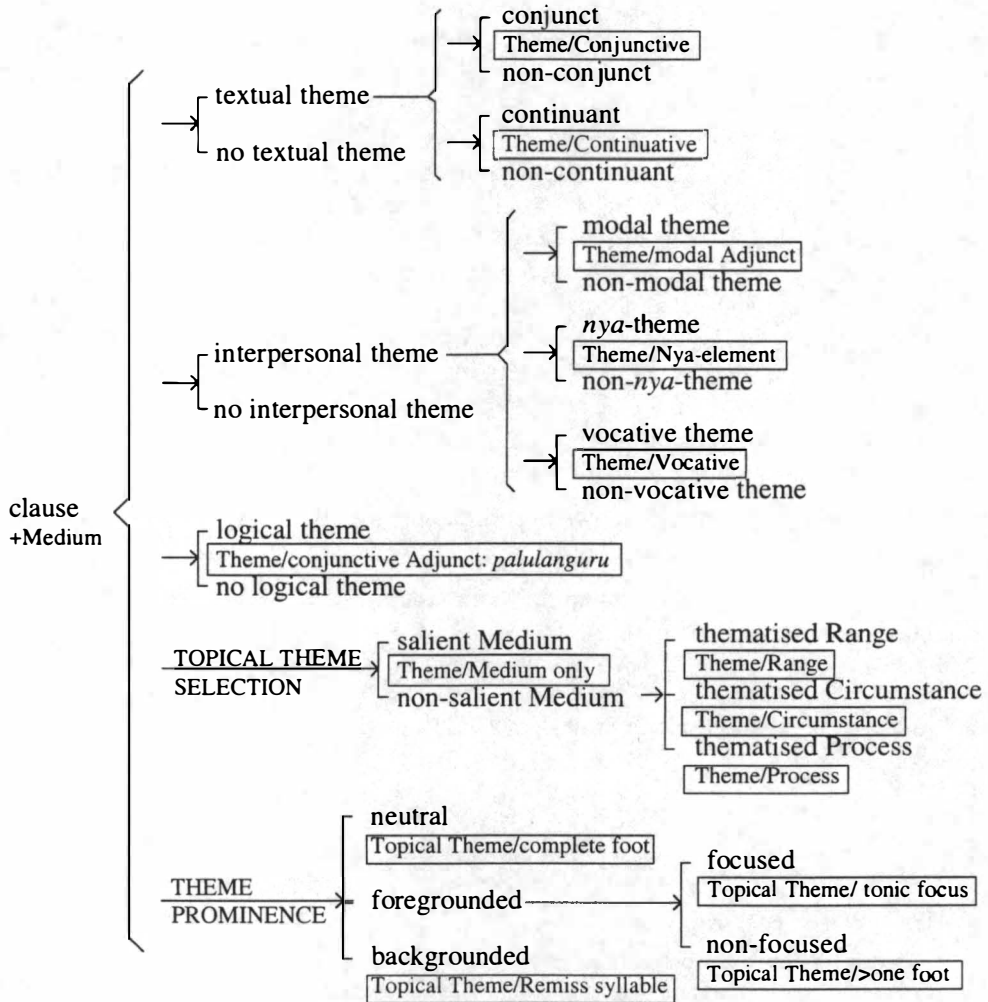 conjunct
Theme/Conjunctive
non-conjunct
textual theme
no textual theme
continuant
Theme/Continuative
non-continuant
modal theme
Theme/modal Adjunct
non-modal theme
interpersonal theme
no interpersonal theme
nya-theme
Theme/Nya-element
non-nya-theme
vocative theme
Theme/Vocative
non-vocative theme
clause
+Medium
logical theme
Theme/conjunctive Adjunct: palulanguru
no logical theme
TOPICAL THEME
SELECTION
salient Medium
Theme/Medium only
non-salient Medium
thematised Range
Theme/Range
thematised Circumstance
Theme/Circumstance
thematised Process
Theme/Process
THEME
PROMINENCE
neutral
Topical Theme/complete foot
foregrounded
backgrounded
Topical Theme/Remiss syllable
focused
Topical Theme/ tonic focus
non-focused
Topical Theme/>one foot